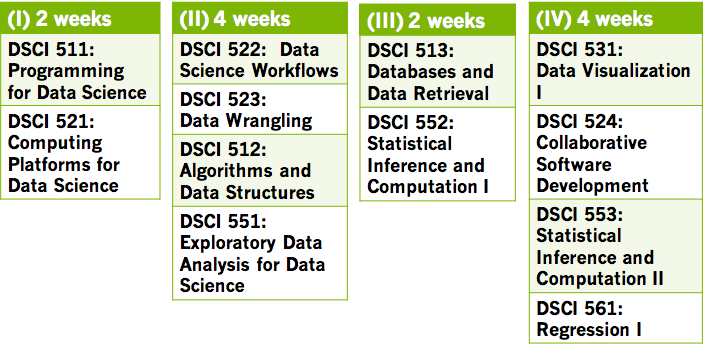 (I) 2 weeks
DSCI 511:
Programming
for Data Science
DSCI 521:
Computing
Platforms for
Data Science
(II) 4 weeks
DSCI 522:  Data
Science Workflows
DSCI 523:
Data Wrangling
DSCI 512:
Algorithms and
Data Structures
DSCI 551:
Exploratory Data
Analysis for Data
Science
(III) 2 weeks
DSCI 513:
Databases and
Data Retrieval
DSCI 552:
Statistical
Inference and
Computation I
(IV) 4 weeks
DSCI 531:
Data Visualization
I
DSCI 524:
Collaborative
Software
Development
DSCI 553:
Statistical
Inference and
Computation II
DSCI 561:
Regression I